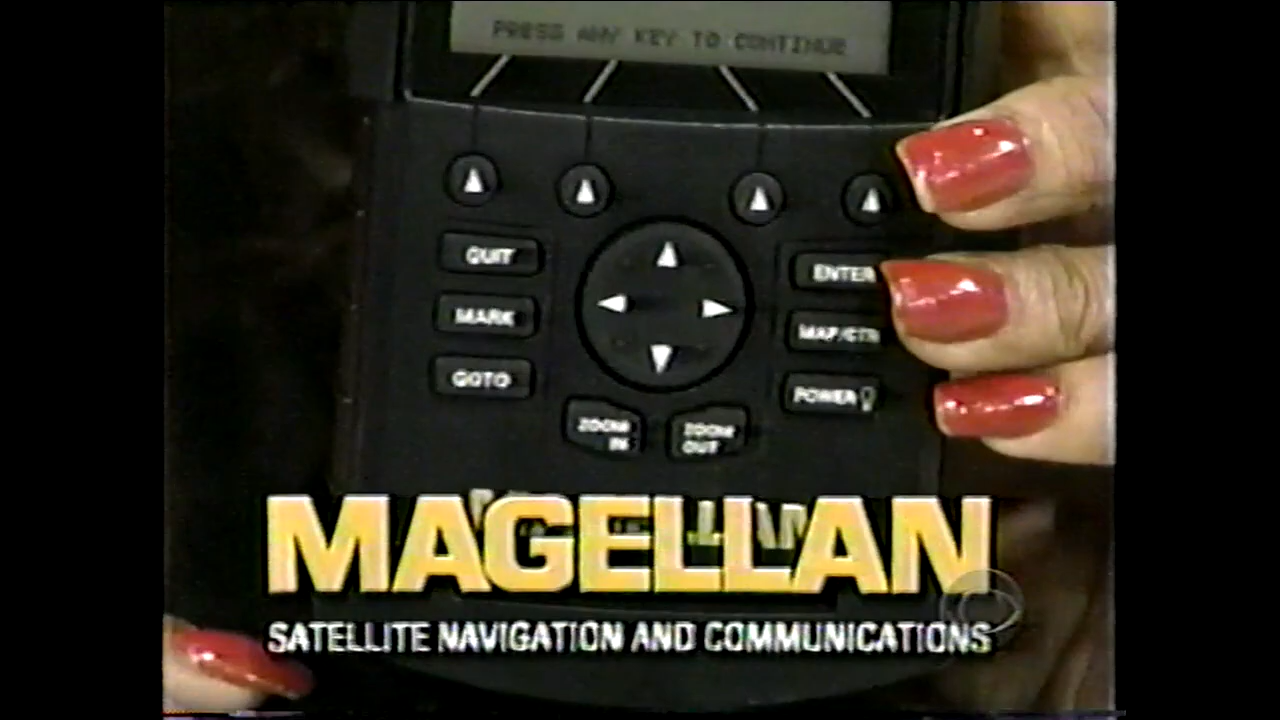 PRESS ANY KEY TO CONTINUE
QUIT
ENTER
MARK
MAP/CTR
GOTO
POWER
ZOOM IN
ZOOM OUT
MAGELLAN
SATELLITE NAVIGATION AND COMMUNICATIONS